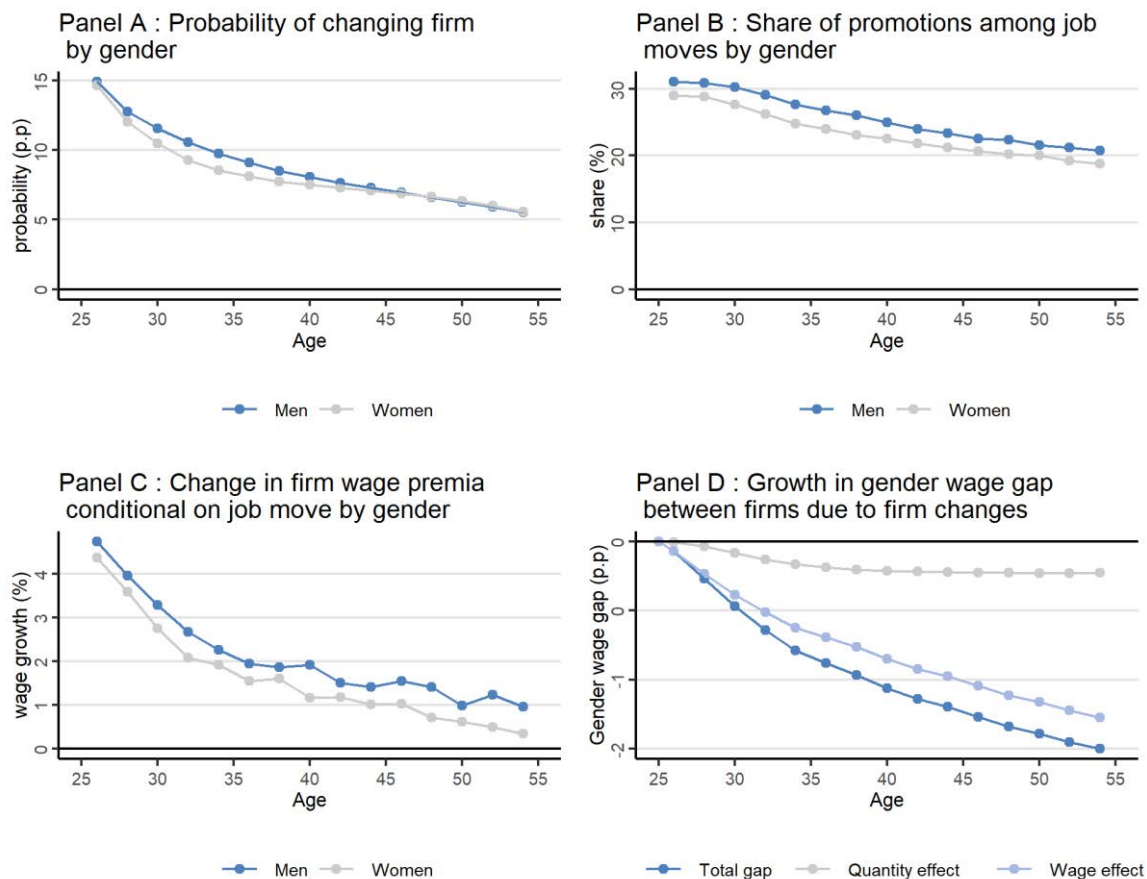 Panel A : Probability of changing firm
by gender
probability (p.p)
15
10
5
0
25 30 35 40 45 50 55
Age
Men Women
Panel B : Share of promotions among job
moves by gender
share (%)
30
20
10
0
25 30 35 40 45 50 55
Age
Men Women
Panel C : Change in firm wage premia
conditional on job move by gender
wage growth (%)
4
3
2
1
0
25 30 35 40 45 50 55
Age
Men Women
Panel D : Growth in gender wage gap
between firms due to firm changes
Gender wage gap (p.p)
0
0
-1
-2
25 30 35 40 45 50 55
Age
Total gap Quantity effect Wage effect